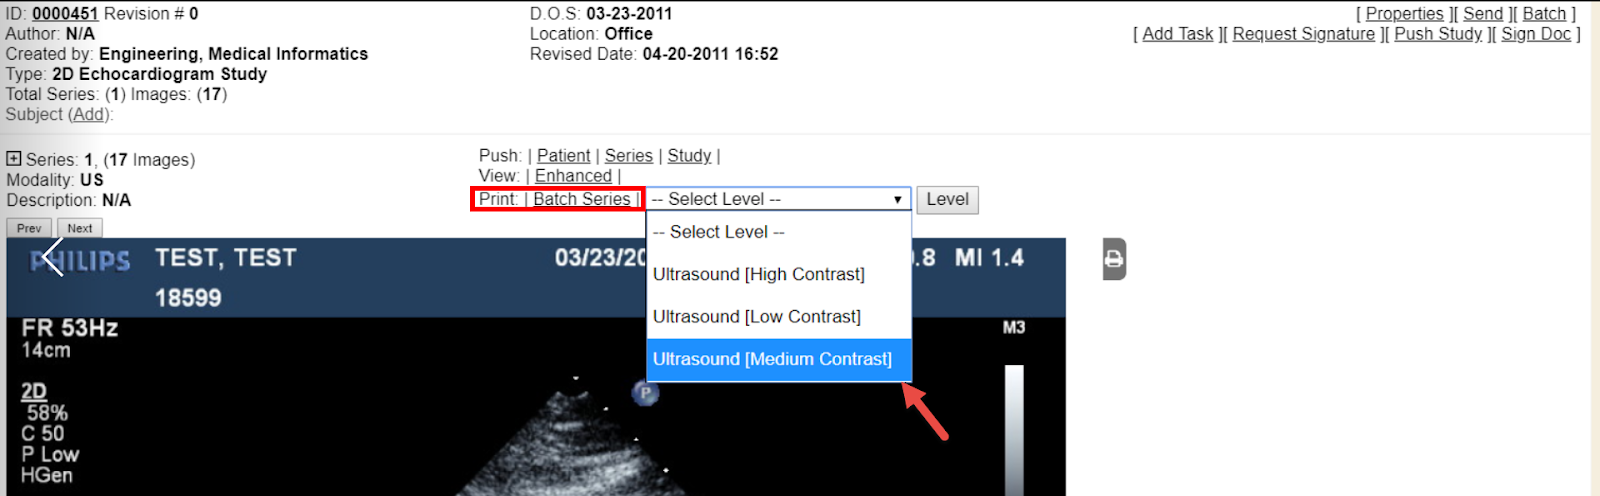 ID: 0000451 Revision # 0
Author: N/A
Created by: Engineering, Medical Informatics
Type: 2D Echocardiogram Study
Total Series: (1) Images: (17)
Subject (Add):
D.O.S: 03-23-2011
Location: Office
Revised Date: 04-20-2011 16:52
[ Properties ][ Send ][ Batch ]
[ Add Task ][ Request Signature ][ Push Study ][ Sign Doc ]
Series: 1, (17 Images)
Modality: US
Description: N/A
Push: | Patient | Series | Study |
View: | Enhanced |
Print: | Batch Series | -- Select Level -- Level
-- Select Level --
Ultrasound [High Contrast]
Ultrasound [Low Contrast]
Ultrasound [Medium Contrast]
Prev Next
PHILIPS TEST, TEST 03/23/20 .8 MI 1.4
18599
FR 53Hz
14cm
M3
2D
58%
C 50
P Low
HGen
P